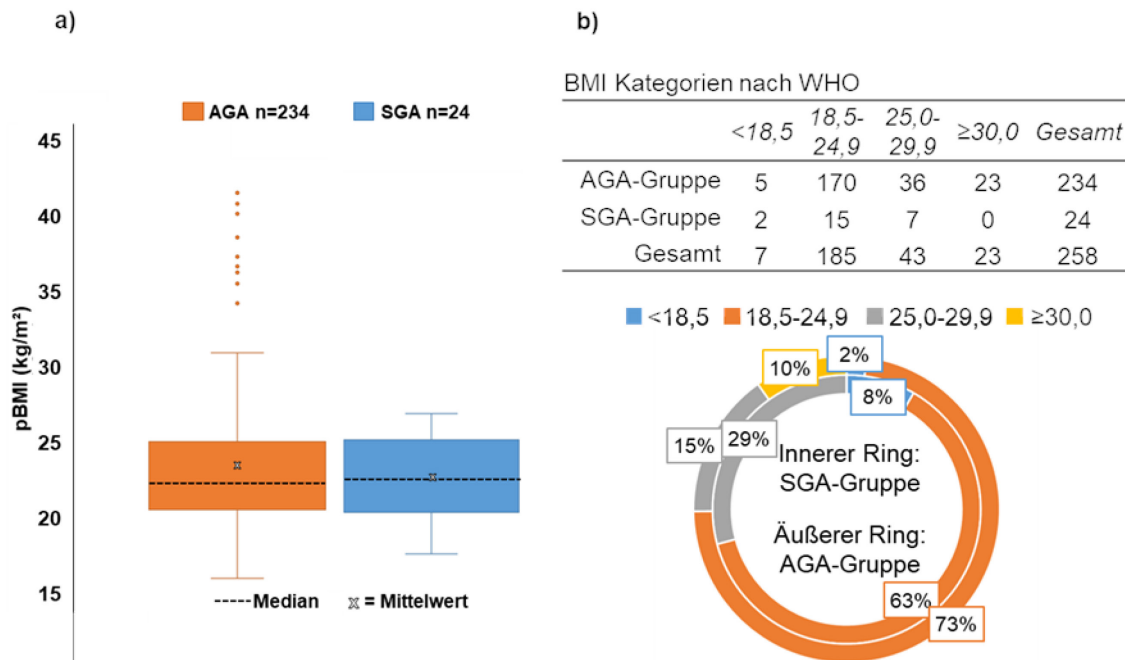 a)
AGA n=234 SGA n=24
45
40
35
30
25
20
15
pBMI (kg/m²)
Median x = Mittelwert
b)
BMI Kategorien nach WHO
<18,5 18,5-24,9 25,0-29,9 ≥30,0 Gesamt
AGA-Gruppe 5 170 36 23 234
SGA-Gruppe 2 15 7 0 24
Gesamt 7 185 43 23 258
<18,5 18,5-24,9 25,0-29,9 ≥30,0
2%
10%
8%
15% 29%
Innerer Ring:
SGA-Gruppe
Äußerer Ring:
AGA-Gruppe
63%
73%